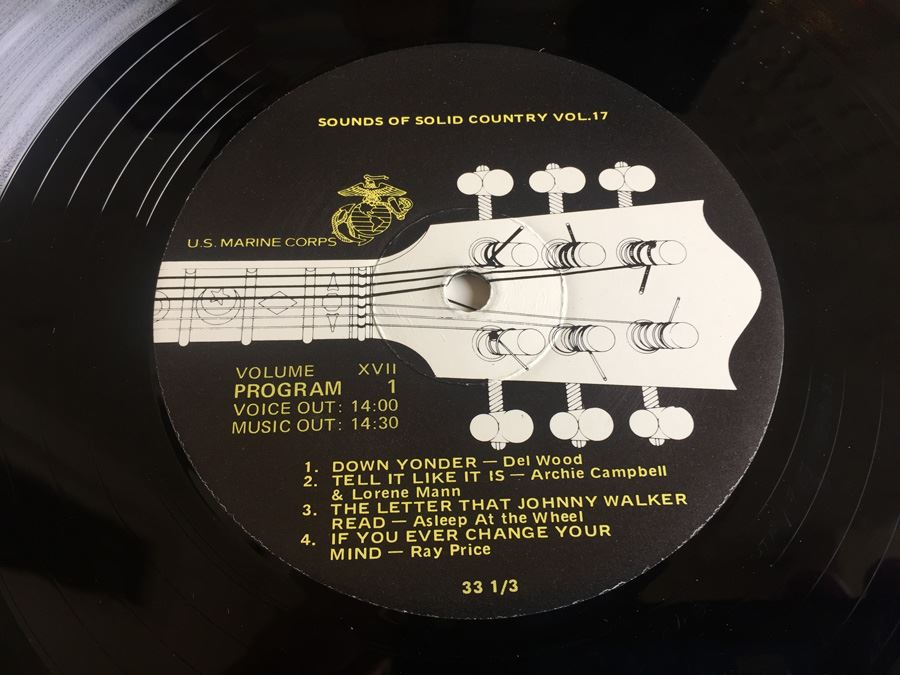 SOUNDS OF SOLID COUNTRY VOL.17
U.S. MARINE CORPS
VOLUME XVII
PROGRAM 1
VOICE OUT: 14:00
MUSIC OUT: 14:30
1. DOWN YONDER — Del Wood
2. TELL IT LIKE IT IS — Archie Campbell
& Lorene Mann
3. THE LETTER THAT JOHNNY WALKER
READ — Asleep At the Wheel
4. IF YOU EVER CHANGE YOUR
MIND — Ray Price
33 1/3